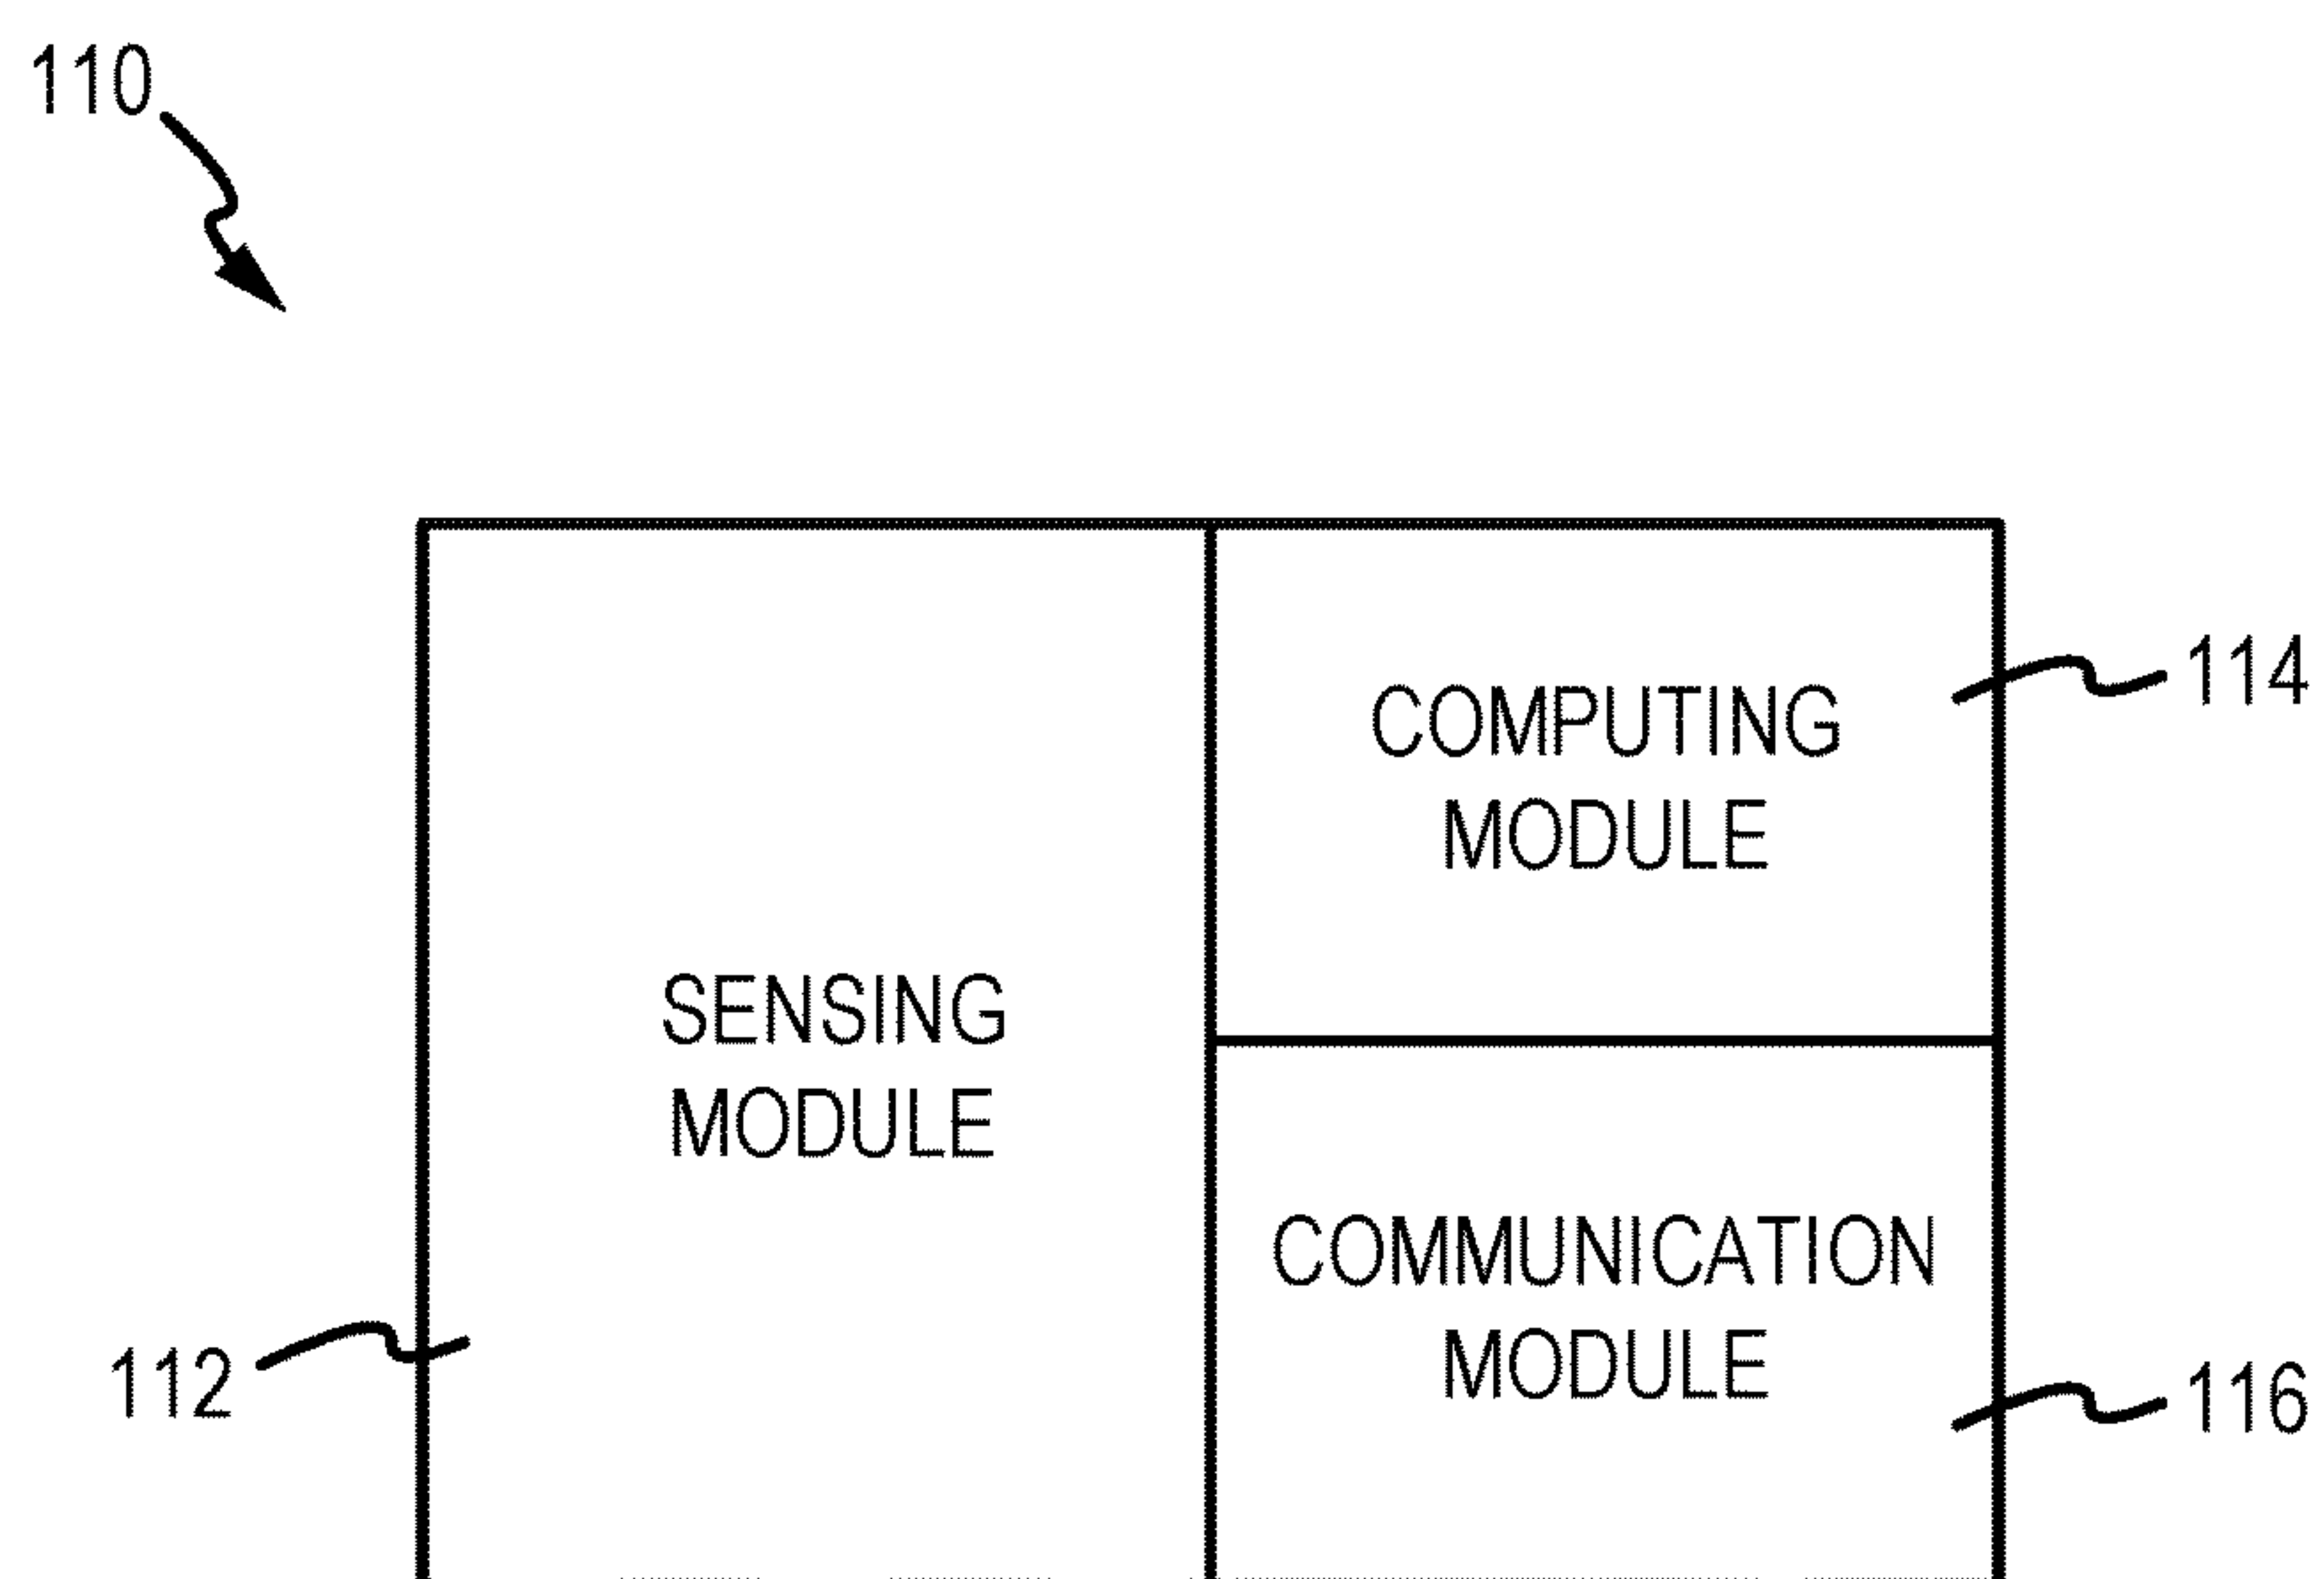 110
COMPUTING
MODULE
114
SENSING
MODULE
COMMUNICATION
MODULE
112
116